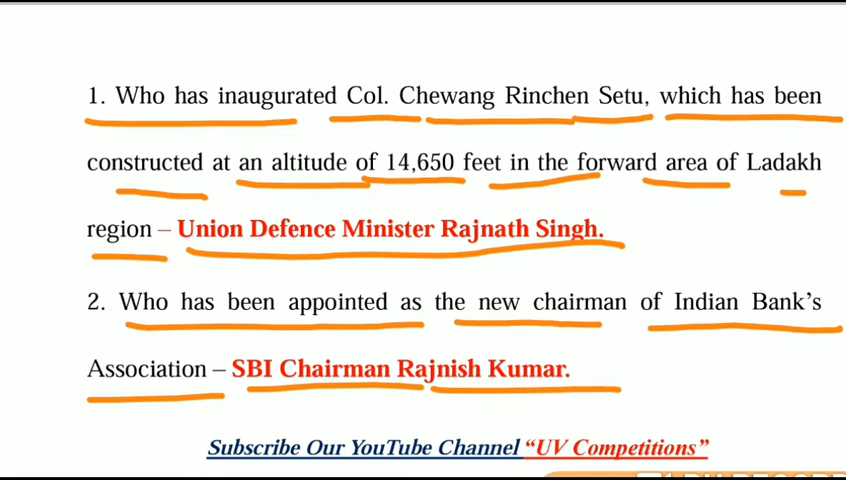 1. Who has inaugurated Col. Chewang Rinchen Setu, which has been
constructed at an altitude of 14,650 feet in the forward area of Ladakh
region – Union Defence Minister Rajnath Singh.
2. Who has been appointed as the new chairman of Indian Bank’s
Association – SBI Chairman Rajnish Kumar.
Subscribe Our YouTube Channel “UV Competitions”